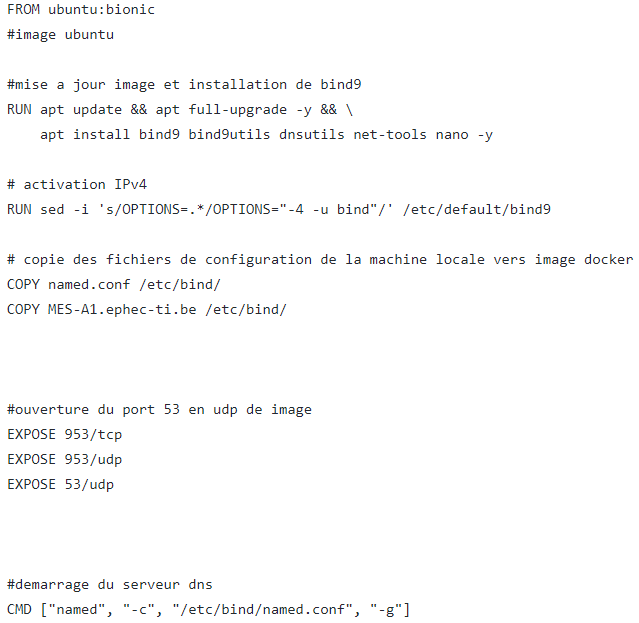 FROM ubuntu:bionic
#image ubuntu
#mise a jour image et installation de bind9
RUN apt update && apt full-upgrade -y && \
    apt install bind9 bind9utils dnsutils net-tools nano -y
# activation IPv4
RUN sed -i 's/OPTIONS=.*/OPTIONS="-4 -u bind"/' /etc/default/bind9
# copie des fichiers de configuration de la machine locale vers image docker
COPY named.conf /etc/bind/
COPY MES-A1.ephec-ti.be /etc/bind/
#ouverture du port 53 en udp de image
EXPOSE 953/tcp
EXPOSE 953/udp
EXPOSE 53/udp
#demarrage du serveur dns
CMD ["named", "-c", "/etc/bind/named.conf", "-g"]